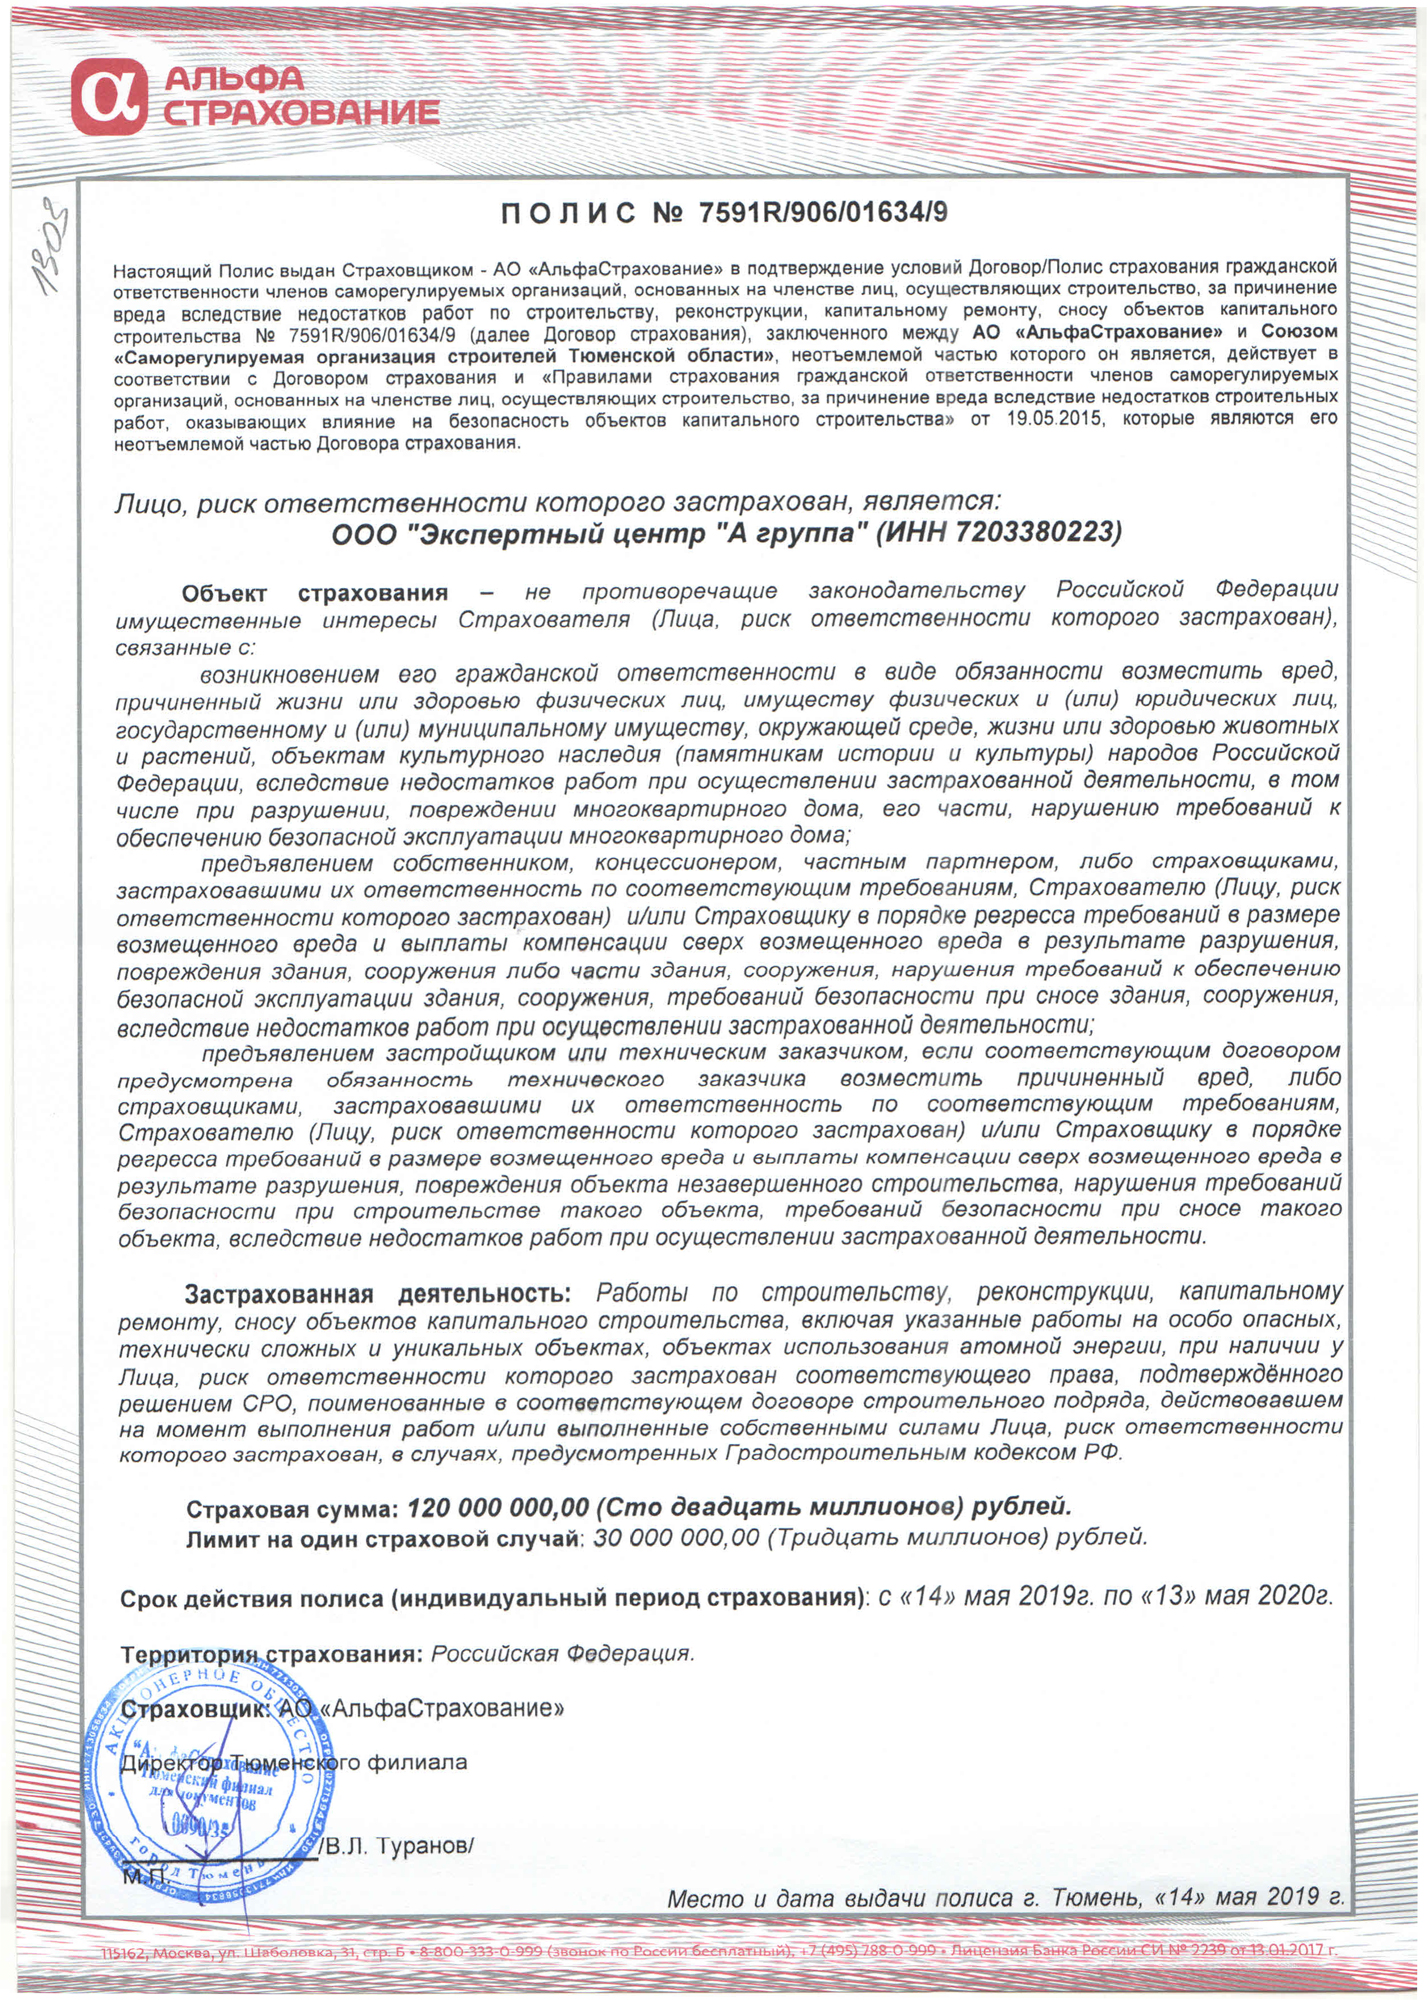 АЛЬФА
СТРАХОВАНИЕ
1309
ПОЛИС № 7591R/906/01634/9
Настоящий Полис выдан Страховщиком - АО «АльфаСтрахование» в подтверждение условий Договор/Полис страхования гражданской
ответственности членов саморегулируемых организаций, основанных на членстве лиц, осуществляющих строительство, за причинение
вреда вследствие недостатков работ по строительству, реконструкции, капитальному ремонту, сносу объектов капитального
строительства № 7591R/906/01634/9 (далее Договор страхования), заключенного между АО «АльфаСтрахование» и Союзом
«Саморегулируемая организация строителей Тюменской области», неотъемлемой частью которого он является, действует в
соответствии с Договором страхования и «Правилами страхования гражданской ответственности членов саморегулируемых
организаций, основанных на членстве лиц, осуществляющих строительство, за причинение вреда вследствие недостатков строительных
работ, оказывающих влияние на безопасность объектов капитального строительства» от 19.05.2015, которые являются его
неотъемлемой частью Договора страхования.
Лицо, риск ответственности которого застрахован, является:
ООО "Экспертный центр "А группа" (ИНН 7203380223)
Объект страхования – не противоречащие законодательству Российской Федерации
имущественные интересы Страхователя (Лица, риск ответственности которого застрахован),
связанные с:
возникновением его гражданской ответственности в виде обязанности возместить вред,
причиненный жизни или здоровью физических лиц, имуществу физических и (или) юридических лиц,
государственному и (или) муниципальному имуществу, окружающей среде, жизни или здоровью животных
и растений, объектам культурного наследия (памятникам истории и культуры) народов Российской
Федерации, вследствие недостатков работ при осуществлении застрахованной деятельности, в том
числе при разрушении, повреждении многоквартирного дома, его части, нарушению требований к
обеспечению безопасной эксплуатации многоквартирного дома;
предъявлением собственником, концессионером, частным партнером, либо страховщиками,
застраховавшими их ответственность по соответствующим требованиям, Страхователю (Лицу, риск
ответственности которого застрахован) и/или Страховщику в порядке регресса требований в размере
возмещенного вреда и выплаты компенсации сверх возмещенного вреда в результате разрушения,
повреждения здания, сооружения либо части здания, сооружения, нарушения требований к обеспечению
безопасной эксплуатации здания, сооружения, требований безопасности при сносе здания, сооружения,
вследствие недостатков работ при осуществлении застрахованной деятельности;
предъявлением застройщиком или техническим заказчиком, если соответствующим договором
предусмотрена обязанность технического заказчика возместить причиненный вред, либо
страховщиками, застраховавшими их ответственность по соответствующим требованиям,
Страхователю (Лицу, риск ответственности которого застрахован) и/или Страховщику в порядке
регресса требований в размере возмещенного вреда и выплаты компенсации сверх возмещенного вреда в
результате разрушения, повреждения объекта незавершенного строительства, нарушения требований
безопасности при строительстве такого объекта, требований безопасности при сносе такого
объекта, вследствие недостатков работ при осуществлении застрахованной деятельности.
Застрахованная деятельность: Работы по строительству, реконструкции, капитальному
ремонту, сносу объектов капитального строительства, включая указанные работы на особо опасных,
технически сложных и уникальных объектах, объектах использования атомной энергии, при наличии у
Лица, риск ответственности которого застрахован соответствующего права, подтверждённого
решением СРО, поименованные в соответствующем договоре строительного подряда, действовавшем
на момент выполнения работ и/или выполненные собственными силами Лица, риск ответственности
которого застрахован, в случаях, предусмотренных Градостроительным кодексом РФ.
Страховая сумма: 120 000 000,00 (Сто двадцать миллионов) рублей.
Лимит на один страховой случай: 30 000 000,00 (Тридцать миллионов) рублей.
Срок действия полиса (индивидуальный период страхования): с «14» мая 2019г. по «13» мая 2020г.
Территория страхования: Российская Федерация.
Страховщик: АО «АльфаСтрахование»
Директор Тюменского филиала
/В.Л. Туранов/
М.П.
АКЦИОНЕРНОЕ ОБЩЕСТВО
"АльфаСтрахование"
Тюменский филиал
для документов
город Тюмень
Место и дата выдачи полиса г. Тюмень, «14» мая 2019 г.
115162, Москва, ул. Шаболовка, 31, стр. Б • 8-800-333-0-999 (звонок по России бесплатный), +7 (495) 788-0-999 • Лицензия Банка России СИ № 2239 от 13.01.2017 г.